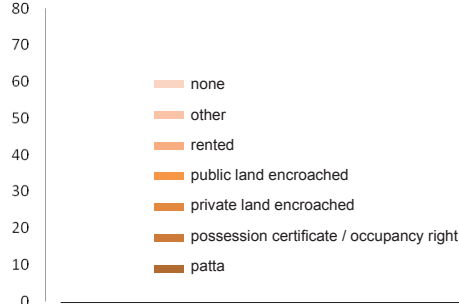 80
70
60
50
40
30
20
10
0
none
other
rented
public land encroached
private land encroached
possession certificate / occupancy right
patta